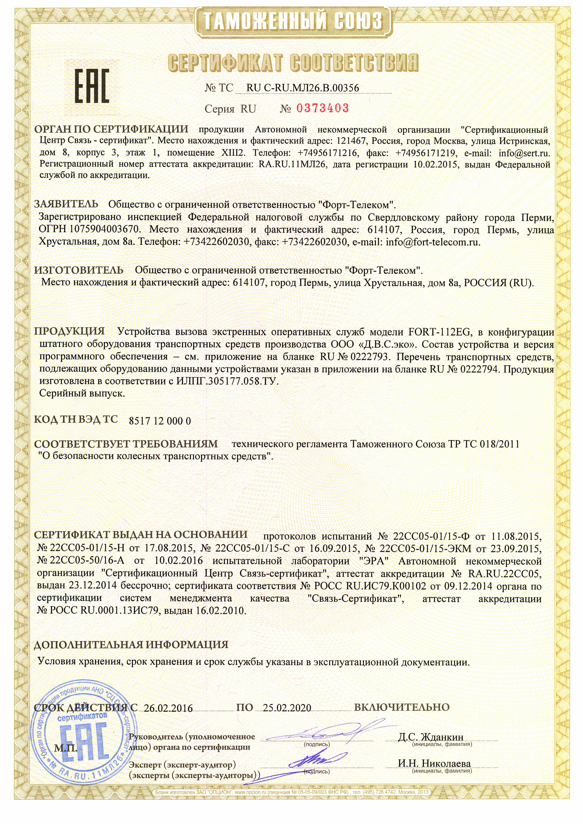 ТАМОЖЕННЫЙ СОЮЗ
СЕРТИФИКАТ СООТВЕТСТВИЯ
ЕАС
№ ТС RU С-RU.МЛ26.В.00356
Серия RU № 0373403
ОРГАН ПО СЕРТИФИКАЦИИ продукции Автономной некоммерческой организации "Сертификационный
Центр Связь - сертификат". Место нахождения и фактический адрес: 121467, Россия, город Москва, улица Истринская,
дом 8, корпус 3, этаж 1, помещение XIII2. Телефон: +74956171216, факс: +74956171219, e-mail: info@sert.ru.
Регистрационный номер аттестата аккредитации: RA.RU.11МЛ26, дата регистрации 10.02.2015, выдан Федеральной
службой по аккредитации.
ЗАЯВИТЕЛЬ Общество с ограниченной ответственностью "Форт-Телеком".
Зарегистрировано инспекцией Федеральной налоговой службы по Свердловскому району города Перми,
ОГРН 1075904003670. Место нахождения и фактический адрес: 614107, Россия, город Пермь, улица
Хрустальная, дом 8а. Телефон: +73422602030, факс: +73422602030, e-mail: info@fort-telecom.ru.
ИЗГОТОВИТЕЛЬ Общество с ограниченной ответственностью "Форт-Телеком".
Место нахождения и фактический адрес: 614107, город Пермь, улица Хрустальная, дом 8а, РОССИЯ (RU).
ПРОДУКЦИЯ Устройства вызова экстренных оперативных служб модели FORT-112EG, в конфигурации
штатного оборудования транспортных средств производства ООО «Д.В.С.эко». Состав устройства и версия
программного обеспечения – см. приложение на бланке RU № 0222793. Перечень транспортных средств,
подлежащих оборудованию данными устройствами указан в приложении на бланке RU № 0222794. Продукция
изготовлена в соответствии с ИЛПГ.305177.058.ТУ.
Серийный выпуск.
КОД ТН ВЭД ТС 8517 12 000 0
СООТВЕТСТВУЕТ ТРЕБОВАНИЯМ технического регламента Таможенного Союза ТР ТС 018/2011
"О безопасности колесных транспортных средств".
СЕРТИФИКАТ ВЫДАН НА ОСНОВАНИИ протоколов испытаний № 22СС05-01/15-Ф от 11.08.2015,
№ 22СС05-01/15-Н от 17.08.2015, № 22СС05-01/15-С от 16.09.2015, № 22СС05-01/15-ЭКМ от 23.09.2015,
№ 22СС05-50/16-А от 10.02.2016 испытательной лаборатории "ЭРА" Автономной некоммерческой
организации "Сертификационный Центр Связь-сертификат", аттестат аккредитации № RA.RU.22СС05,
выдан 23.12.2014 бессрочно; сертификата соответствия № РОСС RU.ИС79.К00102 от 09.12.2014 органа по
сертификации систем менеджмента качества "Связь-Сертификат", аттестат аккредитации
№ РОСС RU.0001.13ИС79, выдан 16.02.2010.
ДОПОЛНИТЕЛЬНАЯ ИНФОРМАЦИЯ
Условия хранения, срок хранения и срок службы указаны в эксплуатационной документации.
СРОК ДЕЙСТВИЯ С 26.02.2016 ПО 25.02.2020 ВКЛЮЧИТЕЛЬНО
сертификатов
ЕАС
RA.RU.11МЛ26
М.П.
Руководитель (уполномоченное
лицо) органа по сертификации
(подпись)
Д.С. Жданкин
(инициалы, фамилия)
Эксперт (эксперт-аудитор)
(эксперты (эксперты-аудиторы))
(подпись)
И.Н. Николаева
(инициалы, фамилия)